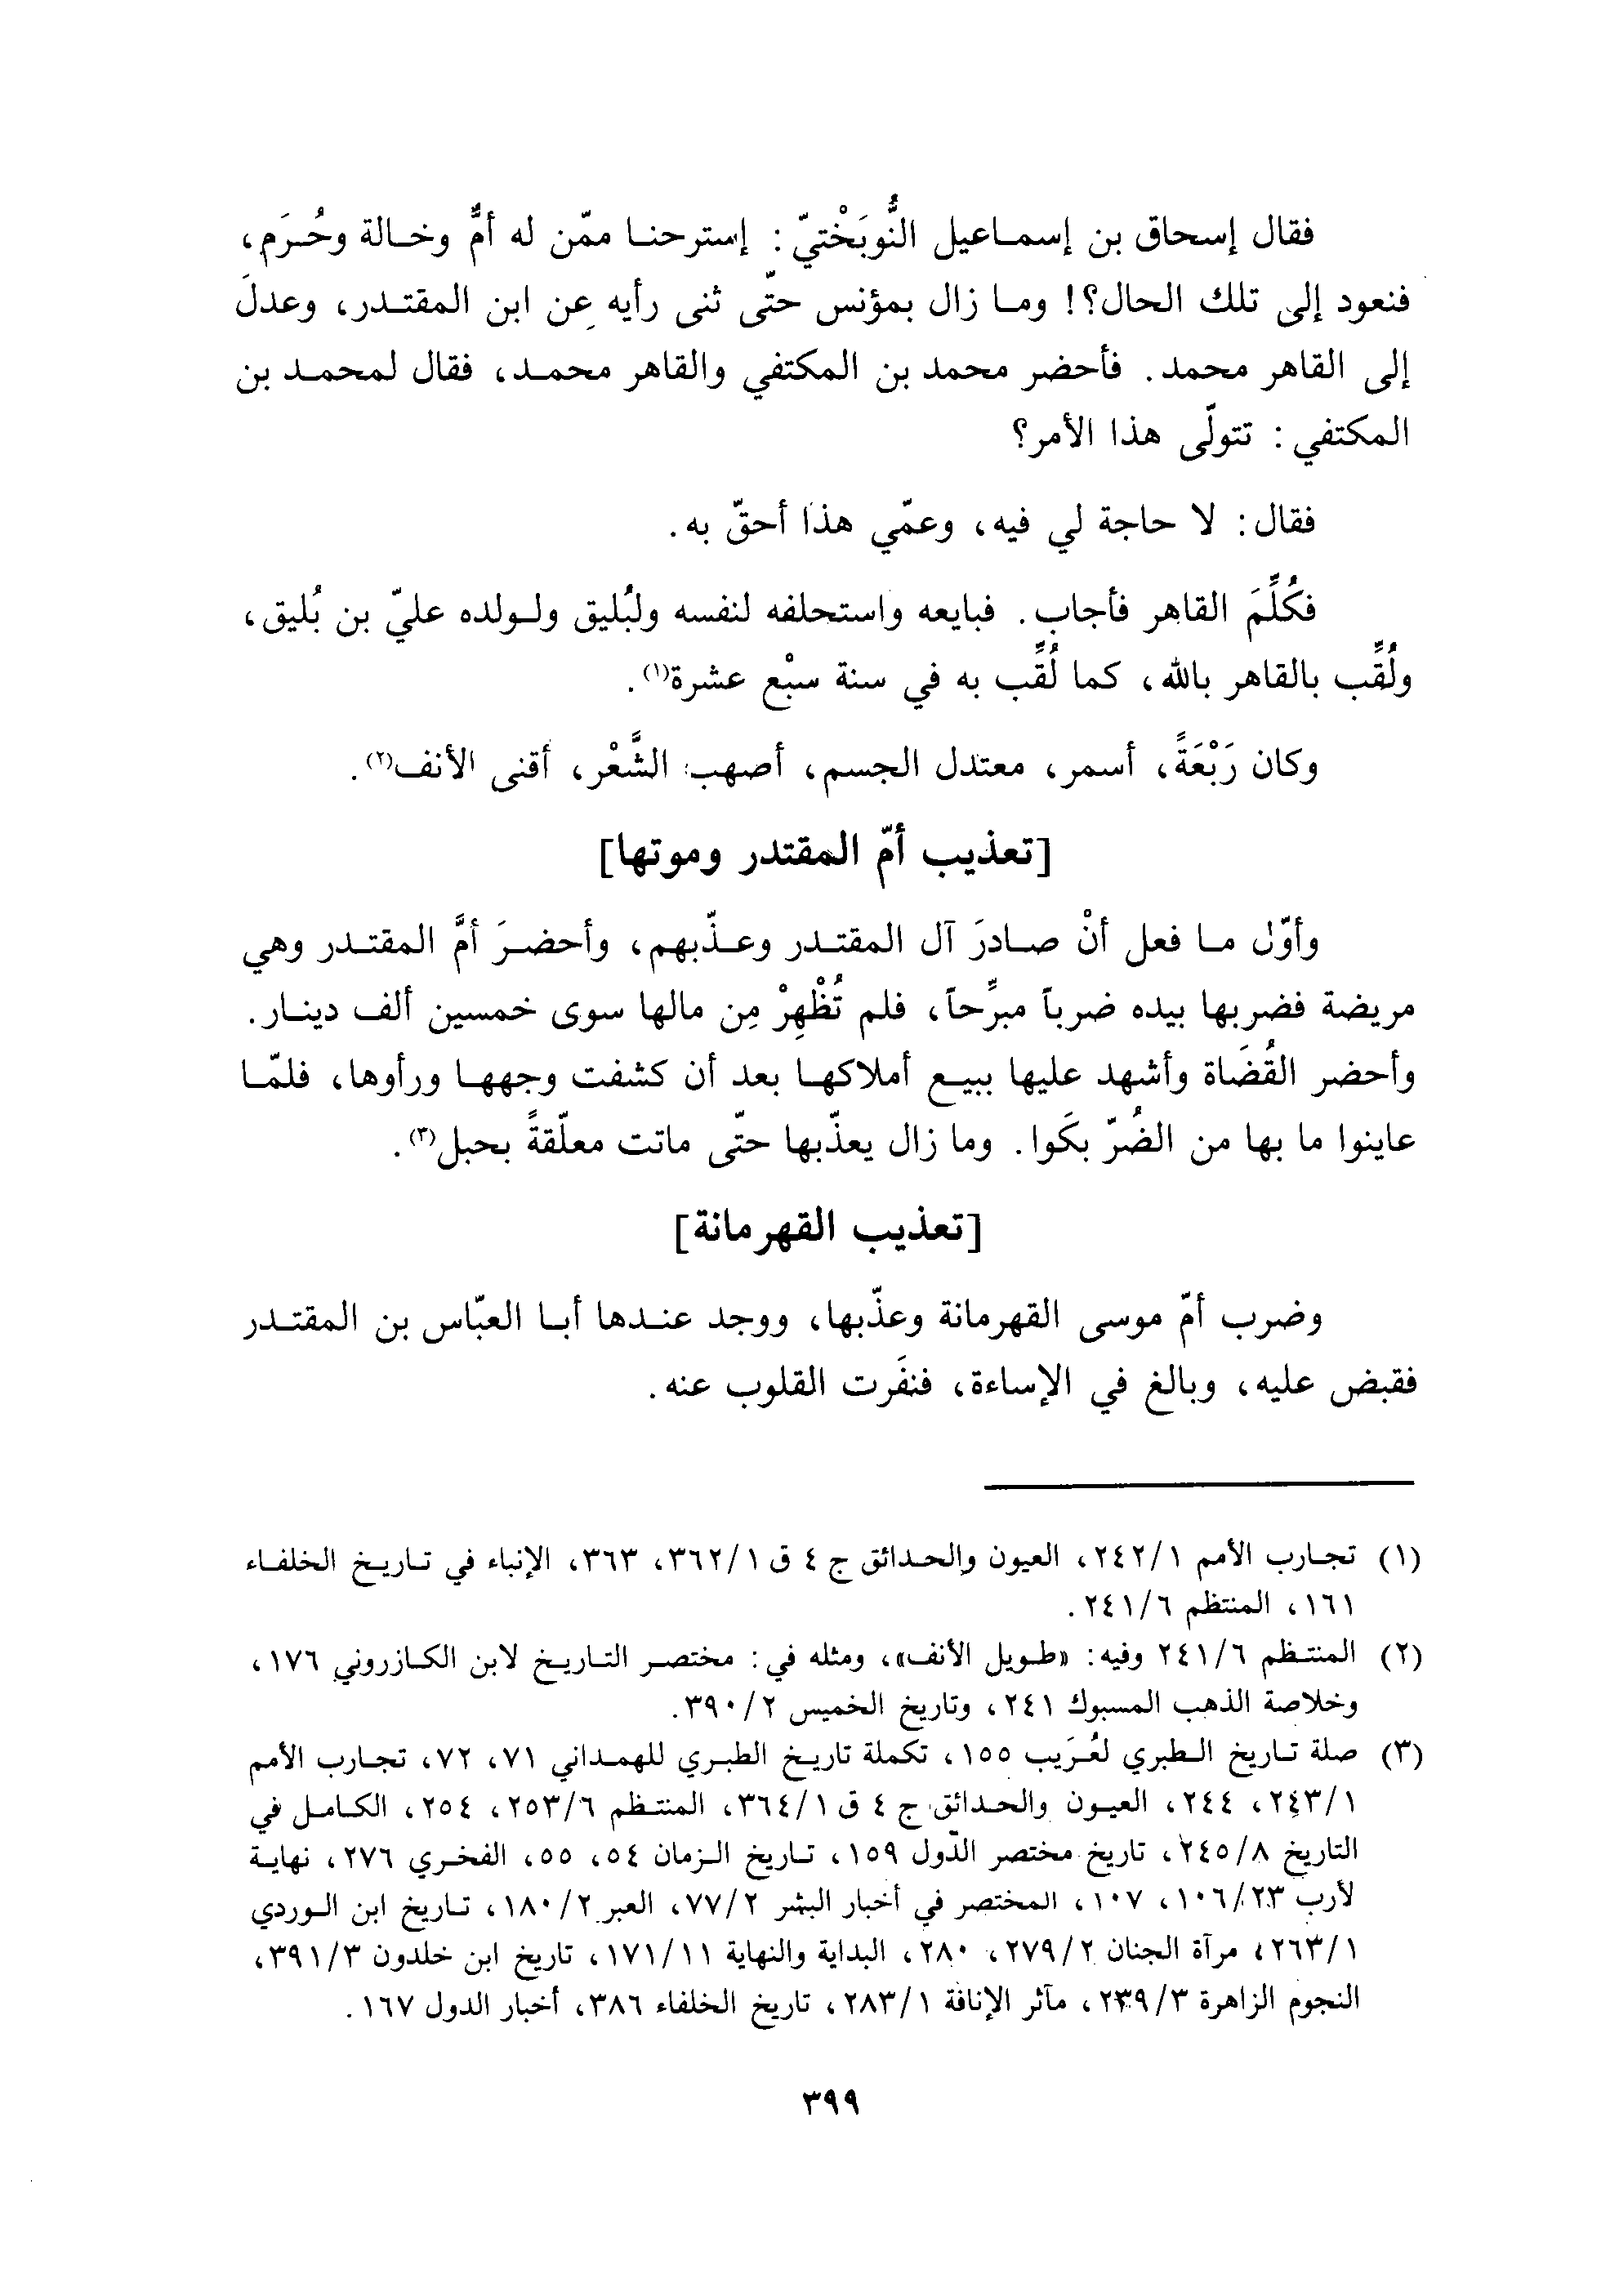 فقال إسحاق بن إسماعيل النُّوبَخْتيّ : إسترحنا ممّن له أمٌّ وخالة وحُرَم،
فنعود إلى تلك الحال؟! وما زال بمؤنس حتّى ثنى رأيه عن ابن المقتدر، وعدلَ
إلى القاهر محمد. فأحضر محمد بن المكتفي والقاهر محمد، فقال لمحمد بن
المكتفي: تتولّى هذا الأمر؟
فقال: لا حاجة لي فيه، وعمّي هذا أحقّ به.
فكُلِّمَ القاهر فأجاب. فبايعه واستحلفه لنفسه ولبُليق ولولده عليّ بن بُليق،
ولُقِّب بالقاهر بالله، كما لُقِّب به في سنة سبْع عشرة(١).
وكان رَبْعَةً، أسمر، معتدل الجسم، أصهب الشَّعْر، أقنى الأنف(٢).
[تعذيب أمّ المقتدر وموتها]
وأوّل ما فعل أنْ صادرَ آل المقتدر وعذّبهم، وأحضرَ أمَّ المقتدر وهي
مريضة فضربها بيده ضرباً مبرِّحاً، فلم تُظْهِرْ مِن مالها سوى خمسين ألف دينار.
وأحضر القُضَاة وأشهد عليها ببيع أملاكها بعد أن كشفت وجهها ورأوها، فلمّا
عاينوا ما بها من الضُرّ بكَوا. وما زال يعذّبها حتّى ماتت معلّقةً بحبل(٣).
[تعذيب القهرمانة]
وضرب أمّ موسى القهرمانة وعذّبها، ووجد عندها أبا العبّاس بن المقتدر
فقبض عليه، وبالغ في الإساءة، فنفَرت القلوب عنه.
(١) تجارب الأمم ٢٤٢/١، العيون والحدائق ج ٤ ق ٣٦٢/١، ٣٦٣، الإنباء في تاريخ الخلفاء
١٦١، المنتظم ٢٤١/٦.
(٢) المنتظم ٢٤١/٦ وفيه: «طويل الأنف»، ومثله في: مختصر التاريخ لابن الكازروني ١٧٦،
وخلاصة الذهب المسبوك ٢٤١، وتاريخ الخميس ٣٩٠/٢.
(٣) صلة تاريخ الطبري لعُرَيب ١٥٥، تكملة تاريخ الطبري للهمداني ٧١، ٧٢، تجارب الأمم
٢٤٣/١، ٢٤٤، العيون والحدائق ج ٤ ق ٣٦٤/١، المنتظم ٢٥٣/٦، ٢٥٤، الكامل في
التاريخ ٢٤٥/٨، تاريخ مختصر الدّول ١٥٩، تاريخ الزمان ٥٤، ٥٥، الفخري ٢٧٦، نهاية
لأرب ١٠٦/٢٣، ١٠٧، المختصر في أخبار البشر ٧٧/٢، العبر ١٨٠/٢، تاريخ ابن الوردي
٢٦٣/١، مرآة الجنان ٢٧٩/٢، ٢٨٠، البداية والنهاية ١٧١/١١، تاريخ ابن خلدون ٣٩١/٣،
النجوم الزاهرة ٢٣٩/٣، مآثر الإنافة ٢٨٣/١، تاريخ الخلفاء ٣٨٦، أخبار الدول ١٦٧.
٣٩٩